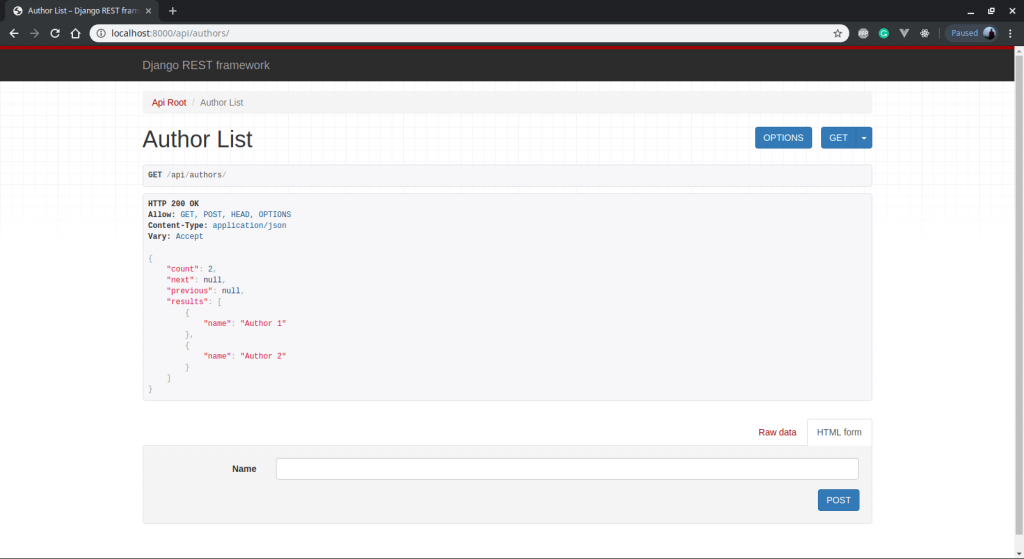 Author List – Django REST fram
localhost:8000/api/authors/
Paused
Django REST framework
Api Root / Author List
Author List
OPTIONS
GET
GET /api/authors/
HTTP 200 OK
Allow: GET, POST, HEAD, OPTIONS
Content-Type: application/json
Vary: Accept
{
    "count": 2,
    "next": null,
    "previous": null,
    "results": [
        {
            "name": "Author 1"
        },
        {
            "name": "Author 2"
        }
    ]
}
Raw data
HTML form
Name
POST